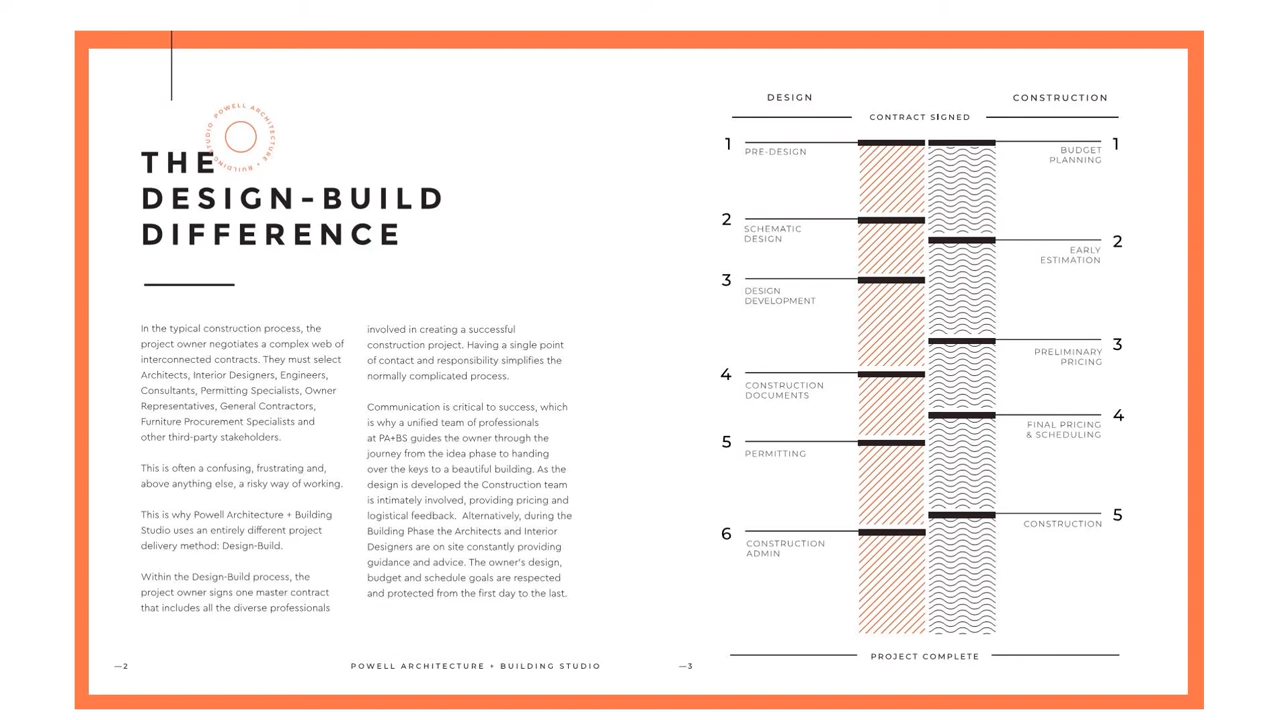 POWELL ARCHITECTURE + BUILDING STUDIO
THE
DESIGN-BUILD
DIFFERENCE
In the typical construction process, the
project owner negotiates a complex web of
interconnected contracts. They must select
Architects, Interior Designers, Engineers,
Consultants, Permitting Specialists, Owner
Representatives, General Contractors,
Furniture Procurement Specialists and
other third-party stakeholders.
This is often a confusing, frustrating and,
above anything else, a risky way of working.
This is why Powell Architecture + Building
Studio uses an entirely different project
delivery method: Design-Build.
Within the Design-Build process, the
project owner signs one master contract
that includes all the diverse professionals
involved in creating a successful
construction project. Having a single point
of contact and responsibility simplifies the
normally complicated process.
Communication is critical to success, which
is why a unified team of professionals
at PA+BS guides the owner through the
journey from the idea phase to handing
over the keys to a beautiful building. As the
design is developed the Construction team
is intimately involved, providing pricing and
logistical feedback. Alternatively, during the
Building Phase the Architects and Interior
Designers are on site constantly providing
guidance and advice. The owner's design,
budget and schedule goals are respected
and protected from the first day to the last.
—2
POWELL ARCHITECTURE + BUILDING STUDIO
—3
DESIGN
CONSTRUCTION
CONTRACT SIGNED
1
PRE-DESIGN
2
SCHEMATIC
DESIGN
3
DESIGN
DEVELOPMENT
4
CONSTRUCTION
DOCUMENTS
5
PERMITTING
6
CONSTRUCTION
ADMIN
1
BUDGET
PLANNING
2
EARLY
ESTIMATION
3
PRELIMINARY
PRICING
4
FINAL PRICING
& SCHEDULING
5
CONSTRUCTION
PROJECT COMPLETE